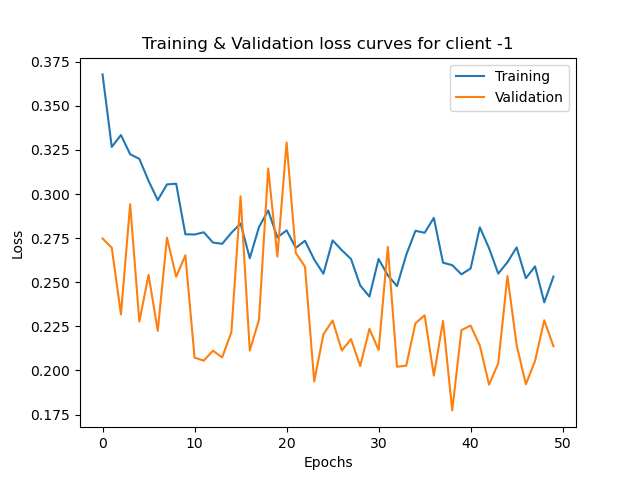 Training & Validation loss curves for client -1
Training
Validation
0.375
0.350
0.325
0.300
0.275
0.250
0.225
0.200
0.175
Loss
0 10 20 30 40 50
Epochs